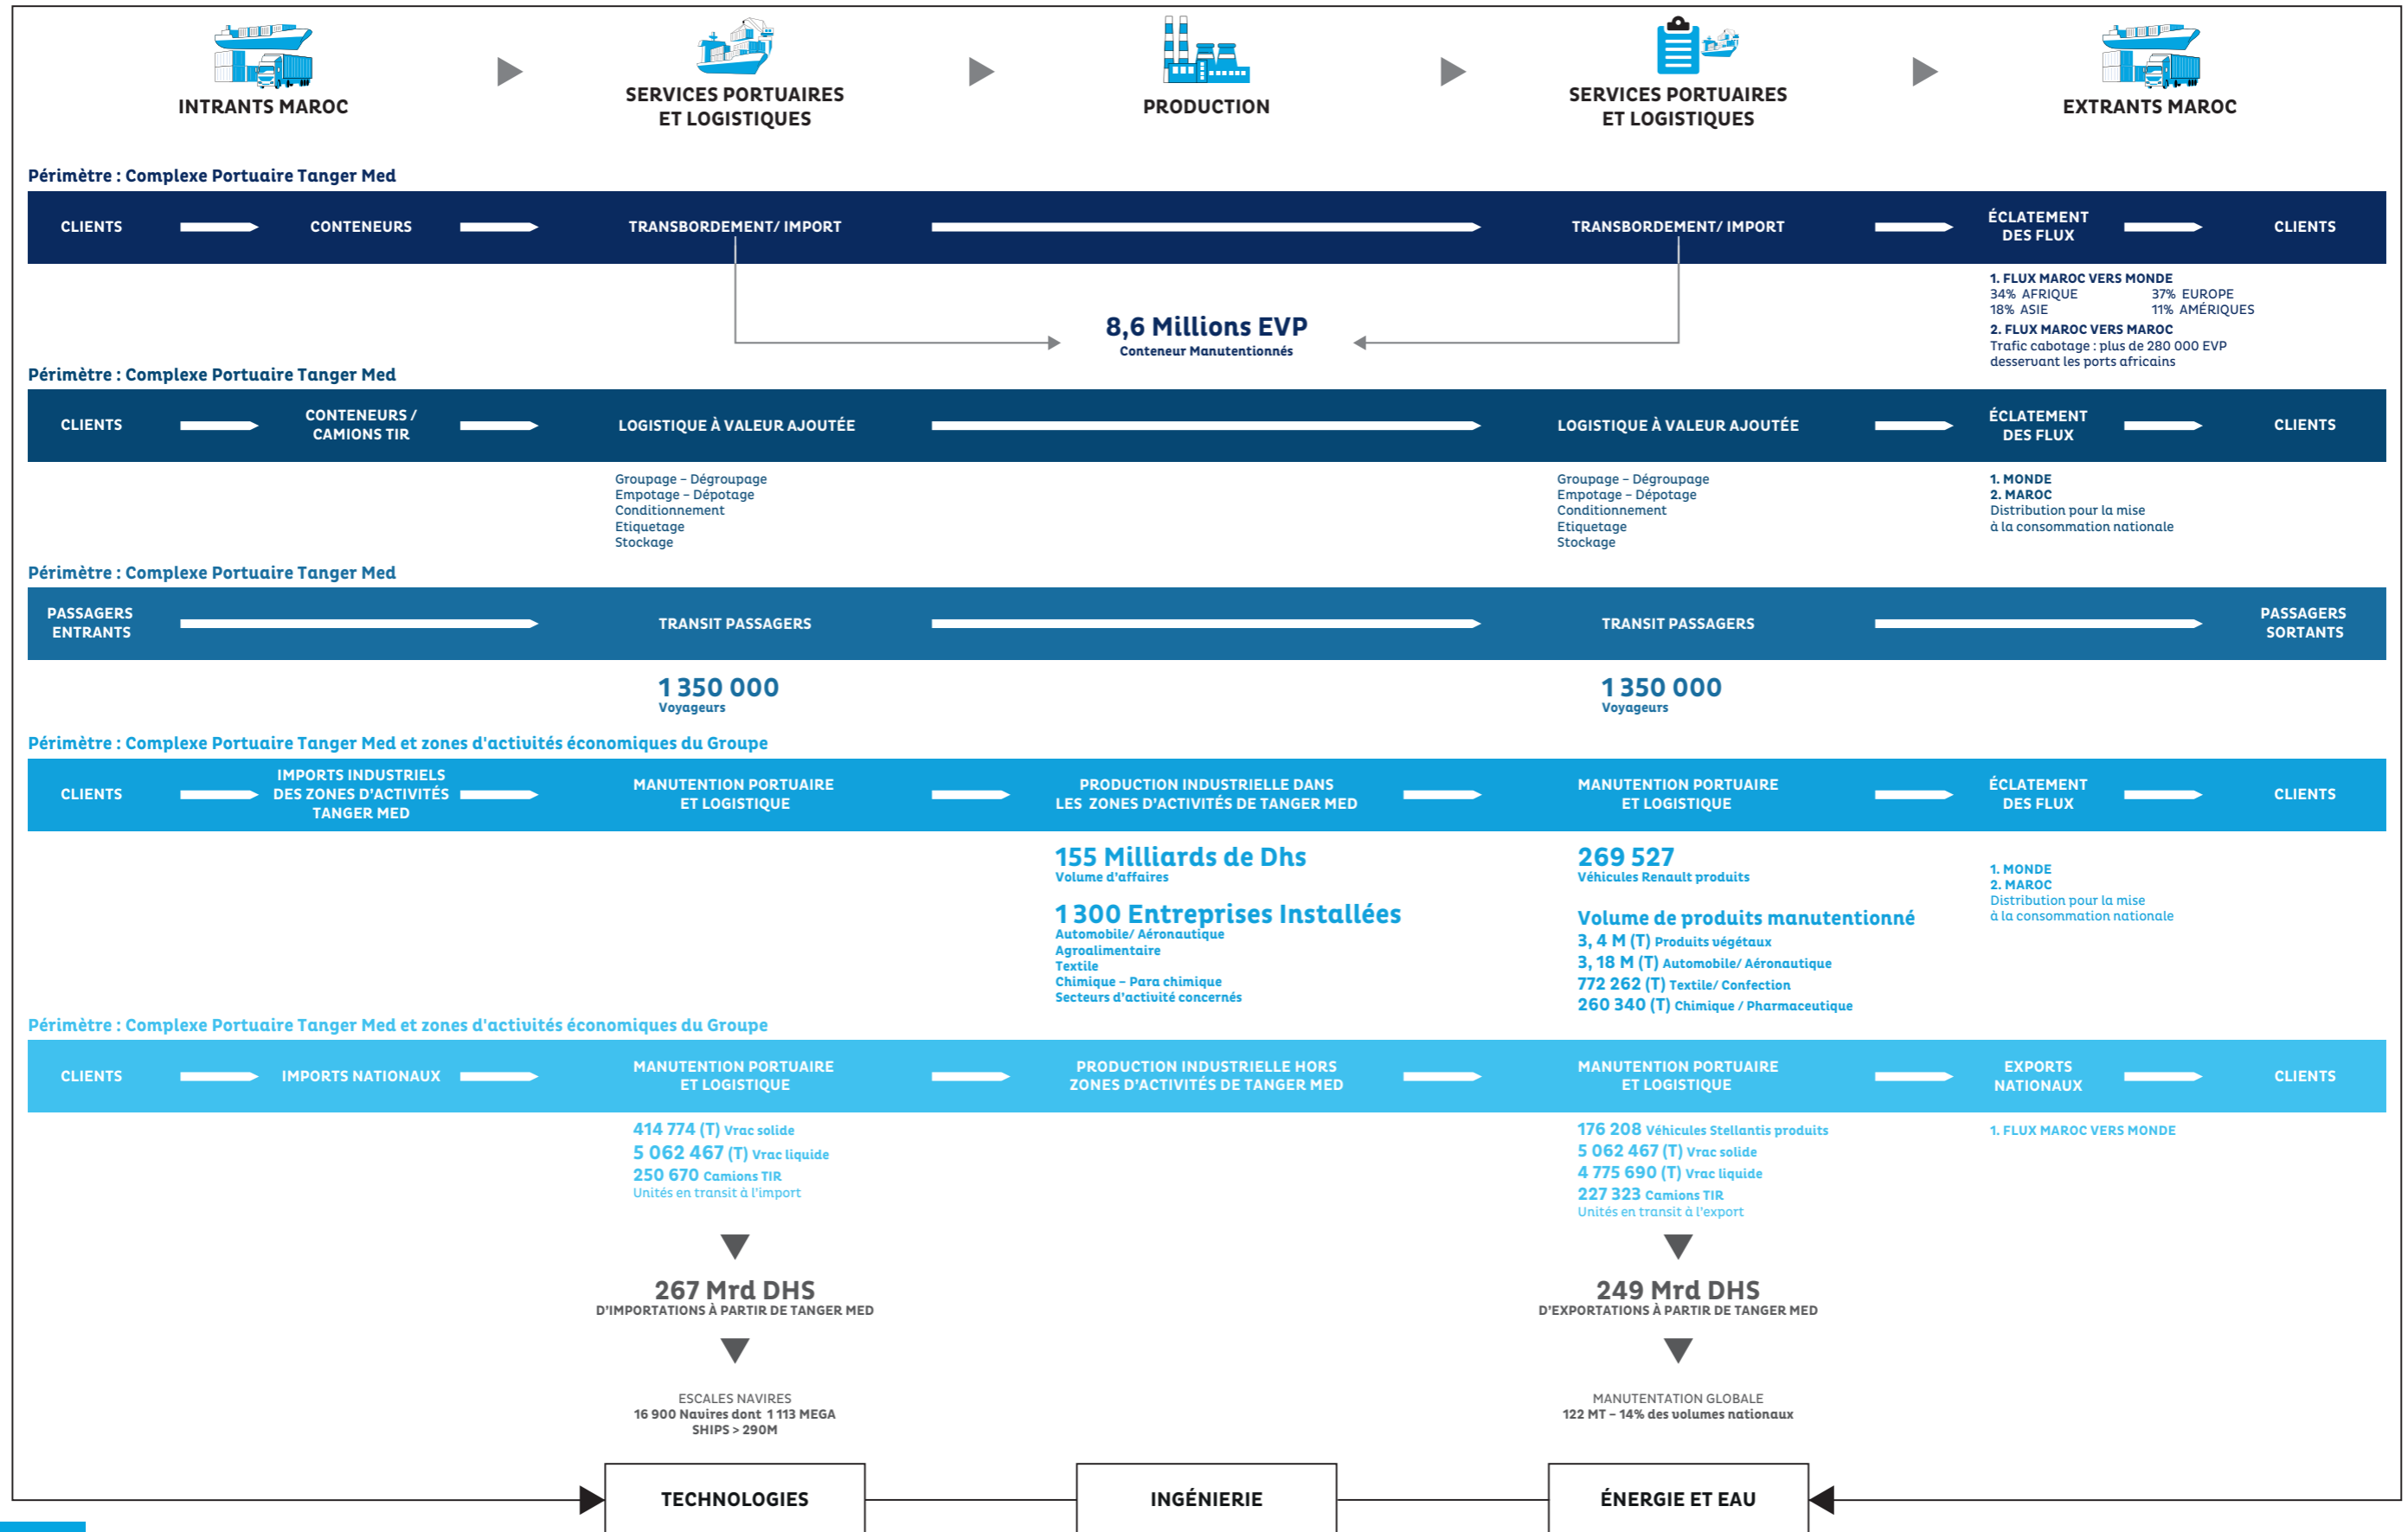 INTRANTS MAROC
SERVICES PORTUAIRES
ET LOGISTIQUES
PRODUCTION
SERVICES PORTUAIRES
ET LOGISTIQUES
EXTRANTS MAROC
Périmètre : Complexe Portuaire Tanger Med
CLIENTS
CONTENEURS
TRANSBORDEMENT/ IMPORT
TRANSBORDEMENT/ IMPORT
ÉCLATEMENT
DES FLUX
CLIENTS
8,6 Millions EVP
Conteneur Manutentionnés
1. FLUX MAROC VERS MONDE
34% AFRIQUE 37% EUROPE
18% ASIE 11% AMÉRIQUES
2. FLUX MAROC VERS MAROC
Trafic cabotage : plus de 280 000 EVP
desservant les ports africains
Périmètre : Complexe Portuaire Tanger Med
CLIENTS
CONTENEURS /
CAMIONS TIR
LOGISTIQUE À VALEUR AJOUTÉE
LOGISTIQUE À VALEUR AJOUTÉE
ÉCLATEMENT
DES FLUX
CLIENTS
Groupage – Dégroupage
Empotage – Dépotage
Conditionnement
Etiquetage
Stockage
Groupage – Dégroupage
Empotage – Dépotage
Conditionnement
Etiquetage
Stockage
1. MONDE
2. MAROC
Distribution pour la mise
à la consommation nationale
Périmètre : Complexe Portuaire Tanger Med
PASSAGERS
ENTRANTS
TRANSIT PASSAGERS
TRANSIT PASSAGERS
PASSAGERS
SORTANTS
1 350 000
Voyageurs
1 350 000
Voyageurs
Périmètre : Complexe Portuaire Tanger Med et zones d'activités économiques du Groupe
CLIENTS
IMPORTS INDUSTRIELS
DES ZONES D'ACTIVITÉS
TANGER MED
MANUTENTION PORTUAIRE
ET LOGISTIQUE
PRODUCTION INDUSTRIELLE DANS
LES ZONES D'ACTIVITÉS DE TANGER MED
MANUTENTION PORTUAIRE
ET LOGISTIQUE
ÉCLATEMENT
DES FLUX
CLIENTS
155 Milliards de Dhs
Volume d'affaires
1 300 Entreprises Installées
Automobile/ Aéronautique
Agroalimentaire
Textile
Chimique – Para chimique
Secteurs d'activité concernés
269 527
Véhicules Renault produits
Volume de produits manutentionné
3, 4 M (T) Produits végétaux
3, 18 M (T) Automobile/ Aéronautique
772 262 (T) Textile/ Confection
260 340 (T) Chimique / Pharmaceutique
1. MONDE
2. MAROC
Distribution pour la mise
à la consommation nationale
Périmètre : Complexe Portuaire Tanger Med et zones d'activités économiques du Groupe
CLIENTS
IMPORTS NATIONAUX
MANUTENTION PORTUAIRE
ET LOGISTIQUE
PRODUCTION INDUSTRIELLE HORS
ZONES D'ACTIVITÉS DE TANGER MED
MANUTENTION PORTUAIRE
ET LOGISTIQUE
EXPORTS
NATIONAUX
CLIENTS
414 774 (T) Vrac solide
5 062 467 (T) Vrac liquide
250 670 Camions TIR
Unités en transit à l'import
176 208 Véhicules Stellantis produits
5 062 467 (T) Vrac solide
4 775 690 (T) Vrac liquide
227 323 Camions TIR
Unités en transit à l'export
1. FLUX MAROC VERS MONDE
267 Mrd DHS
D'IMPORTATIONS À PARTIR DE TANGER MED
249 Mrd DHS
D'EXPORTATIONS À PARTIR DE TANGER MED
ESCALES NAVIRES
16 900 Navires dont 1 113 MEGA
SHIPS > 290M
MANUTENTATION GLOBALE
122 MT – 14% des volumes nationaux
TECHNOLOGIES
INGÉNIERIE
ÉNERGIE ET EAU